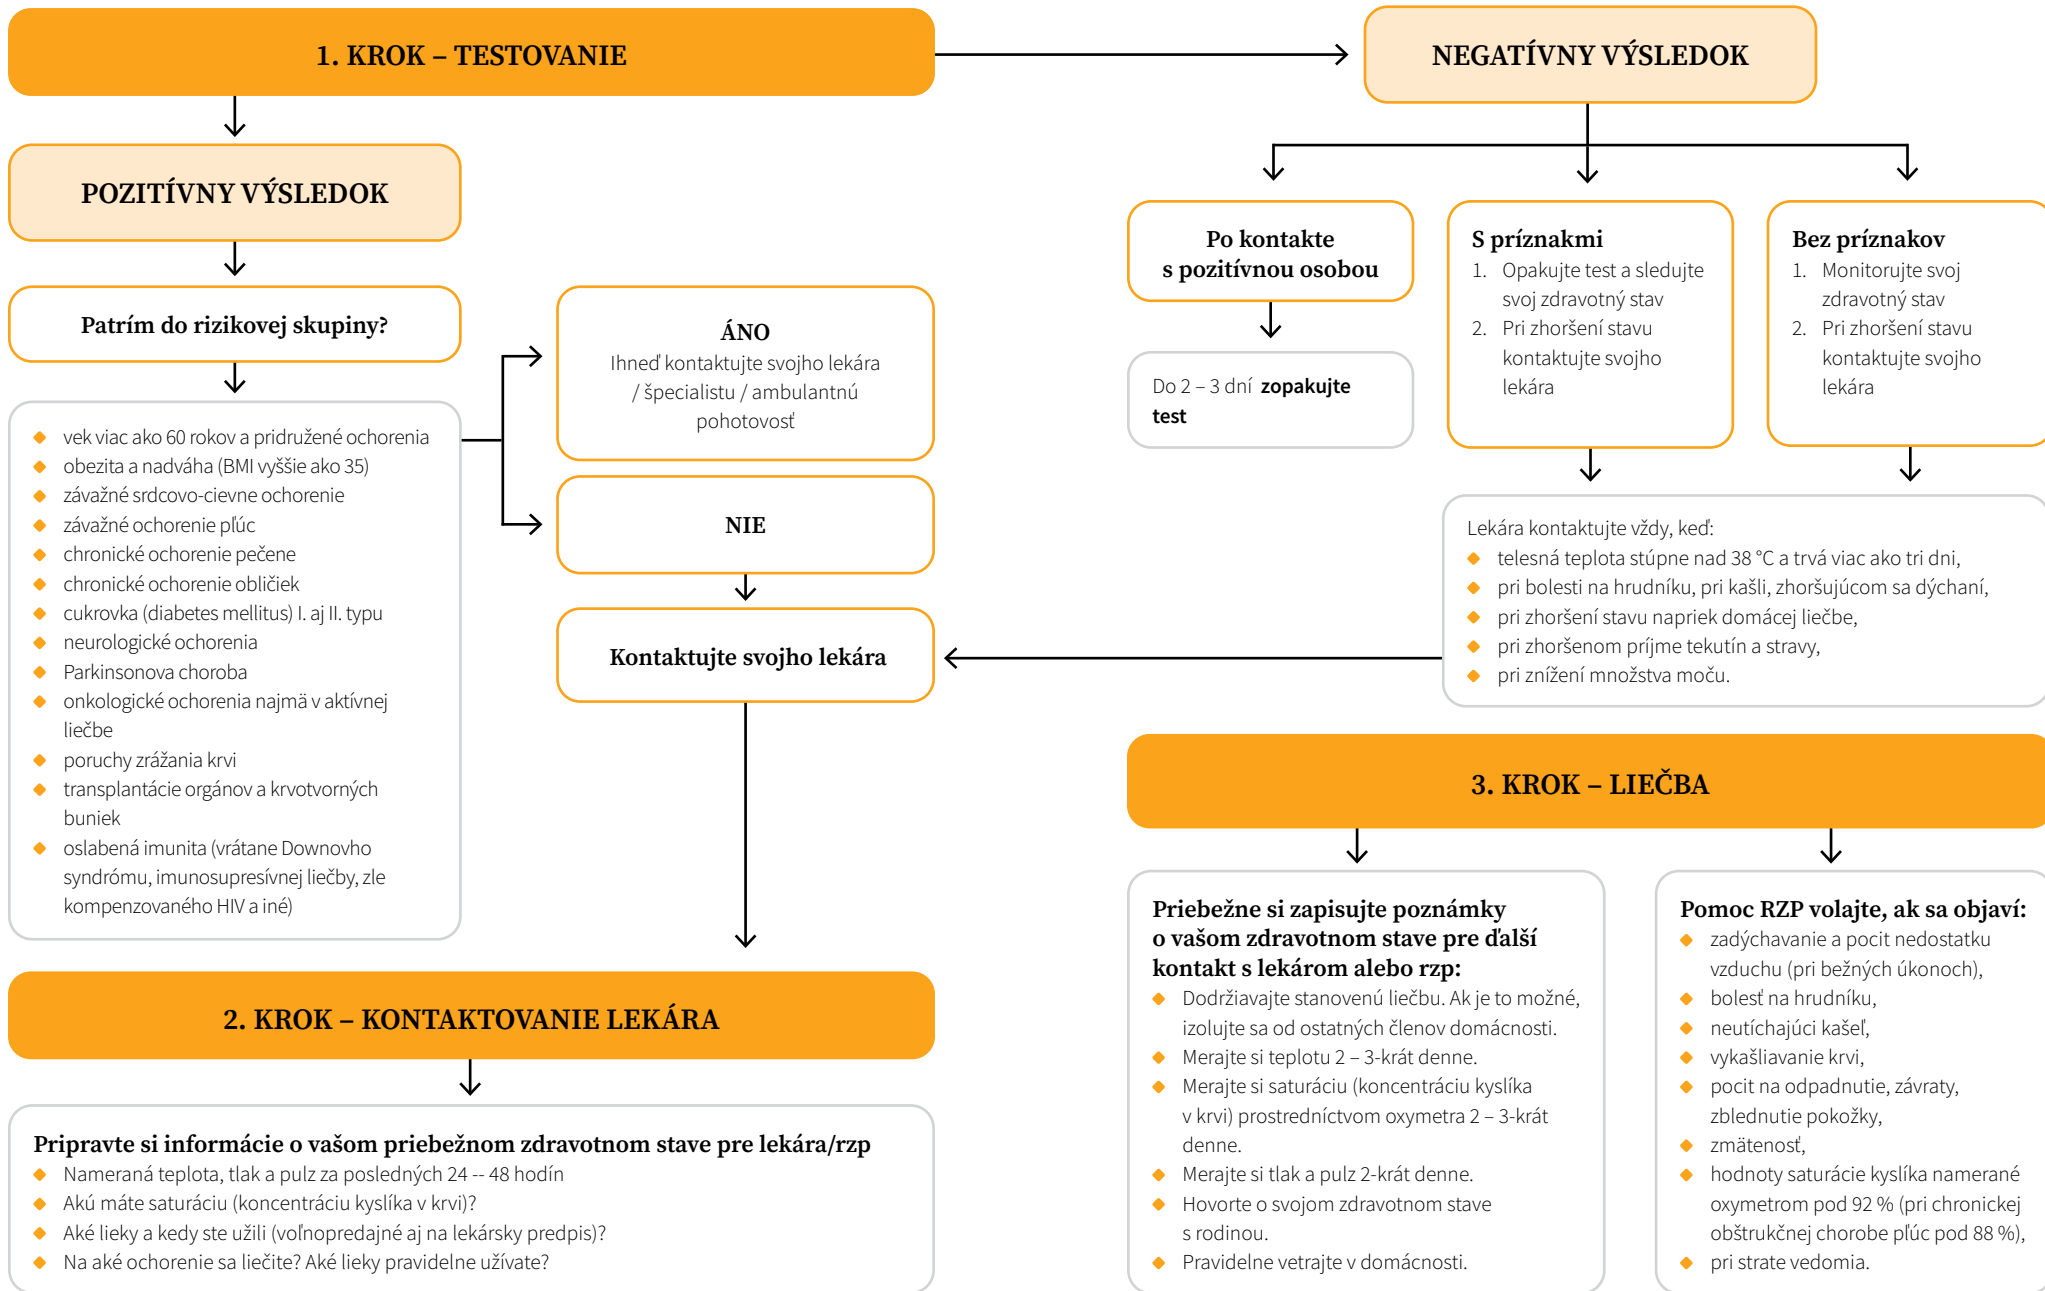 1. KROK – TESTOVANIE
NEGATÍVNY VÝSLEDOK
POZITÍVNY VÝSLEDOK
Patrím do rizikovej skupiny?
vek viac ako 60 rokov a pridružené ochorenia
obezita a nadváha (BMI vyššie ako 35)
závažné srdcovo-cievne ochorenie
závažné ochorenie pľúc
chronické ochorenie pečene
chronické ochorenie obličiek
cukrovka (diabetes mellitus) I. aj II. typu
neurologické ochorenia
Parkinsonova choroba
onkologické ochorenia najmä v aktívnej
liečbe
poruchy zrážania krvi
transplantácie orgánov a krvotvorných
buniek
oslabená imunita (vrátane Downovho
syndrómu, imunosupresívnej liečby, zle
kompenzovaného HIV a iné)
ÁNO
Ihneď kontaktujte svojho lekára
/ špecialistu / ambulantnú
pohotovosť
NIE
Kontaktujte svojho lekára
Po kontakte
s pozitívnou osobou
Do 2 – 3 dní zopakujte
test
S príznakmi
1. Opakujte test a sledujte
svoj zdravotný stav
2. Pri zhoršení stavu
kontaktujte svojho
lekára
Bez príznakov
1. Monitorujte svoj
zdravotný stav
2. Pri zhoršení stavu
kontaktujte svojho
lekára
Lekára kontaktujte vždy, keď:
telesná teplota stúpne nad 38 °C a trvá viac ako tri dni,
pri bolesti na hrudníku, pri kašli, zhoršujúcom sa dýchaní,
pri zhoršení stavu napriek domácej liečbe,
pri zhoršenom príjme tekutín a stravy,
pri znížení množstva moču.
2. KROK – KONTAKTOVANIE LEKÁRA
Pripravte si informácie o vašom priebežnom zdravotnom stave pre lekára/rzp
Nameraná teplota, tlak a pulz za posledných 24 -- 48 hodín
Akú máte saturáciu (koncentráciu kyslíka v krvi)?
Aké lieky a kedy ste užili (voľnopredajné aj na lekársky predpis)?
Na aké ochorenie sa liečite? Aké lieky pravidelne užívate?
3. KROK – LIEČBA
Priebežne si zapisujte poznámky
o vašom zdravotnom stave pre ďalší
kontakt s lekárom alebo rzp:
Dodržiavajte stanovenú liečbu. Ak je to možné,
izolujte sa od ostatných členov domácnosti.
Merajte si teplotu 2 – 3-krát denne.
Merajte si saturáciu (koncentráciu kyslíka
v krvi) prostredníctvom oxymetra 2 – 3-krát
denne.
Merajte si tlak a pulz 2-krát denne.
Hovorte o svojom zdravotnom stave
s rodinou.
Pravidelne vetrajte v domácnosti.
Pomoc RZP volajte, ak sa objaví:
zadýchavanie a pocit nedostatku
vzduchu (pri bežných úkonoch),
bolesť na hrudníku,
neutíchajúci kašeľ,
vykašliavanie krvi,
pocit na odpadnutie, závraty,
zblednutie pokožky,
zmätenosť,
hodnoty saturácie kyslíka namerané
oxymetrom pod 92 % (pri chronickej
obštrukčnej chorobe pľúc pod 88 %),
pri strate vedomia.